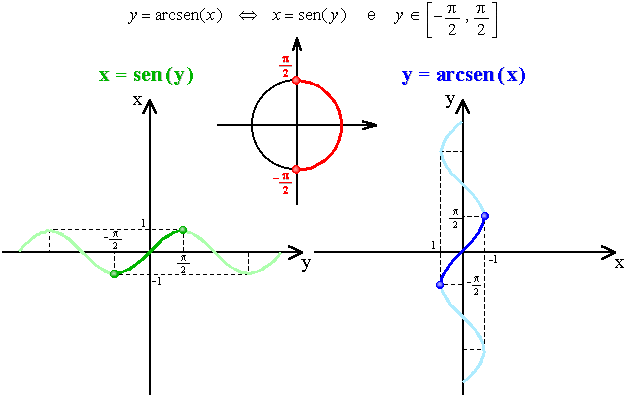 y = arcsen(x) ⇔ x = sen(y) e y ∈ [-π/2, π/2]
x = sen(y)
π/2
-π/2
y = arcsen(x)
x
1
-π/2
π/2
-1
y
y
π/2
1
-1
-π/2
x